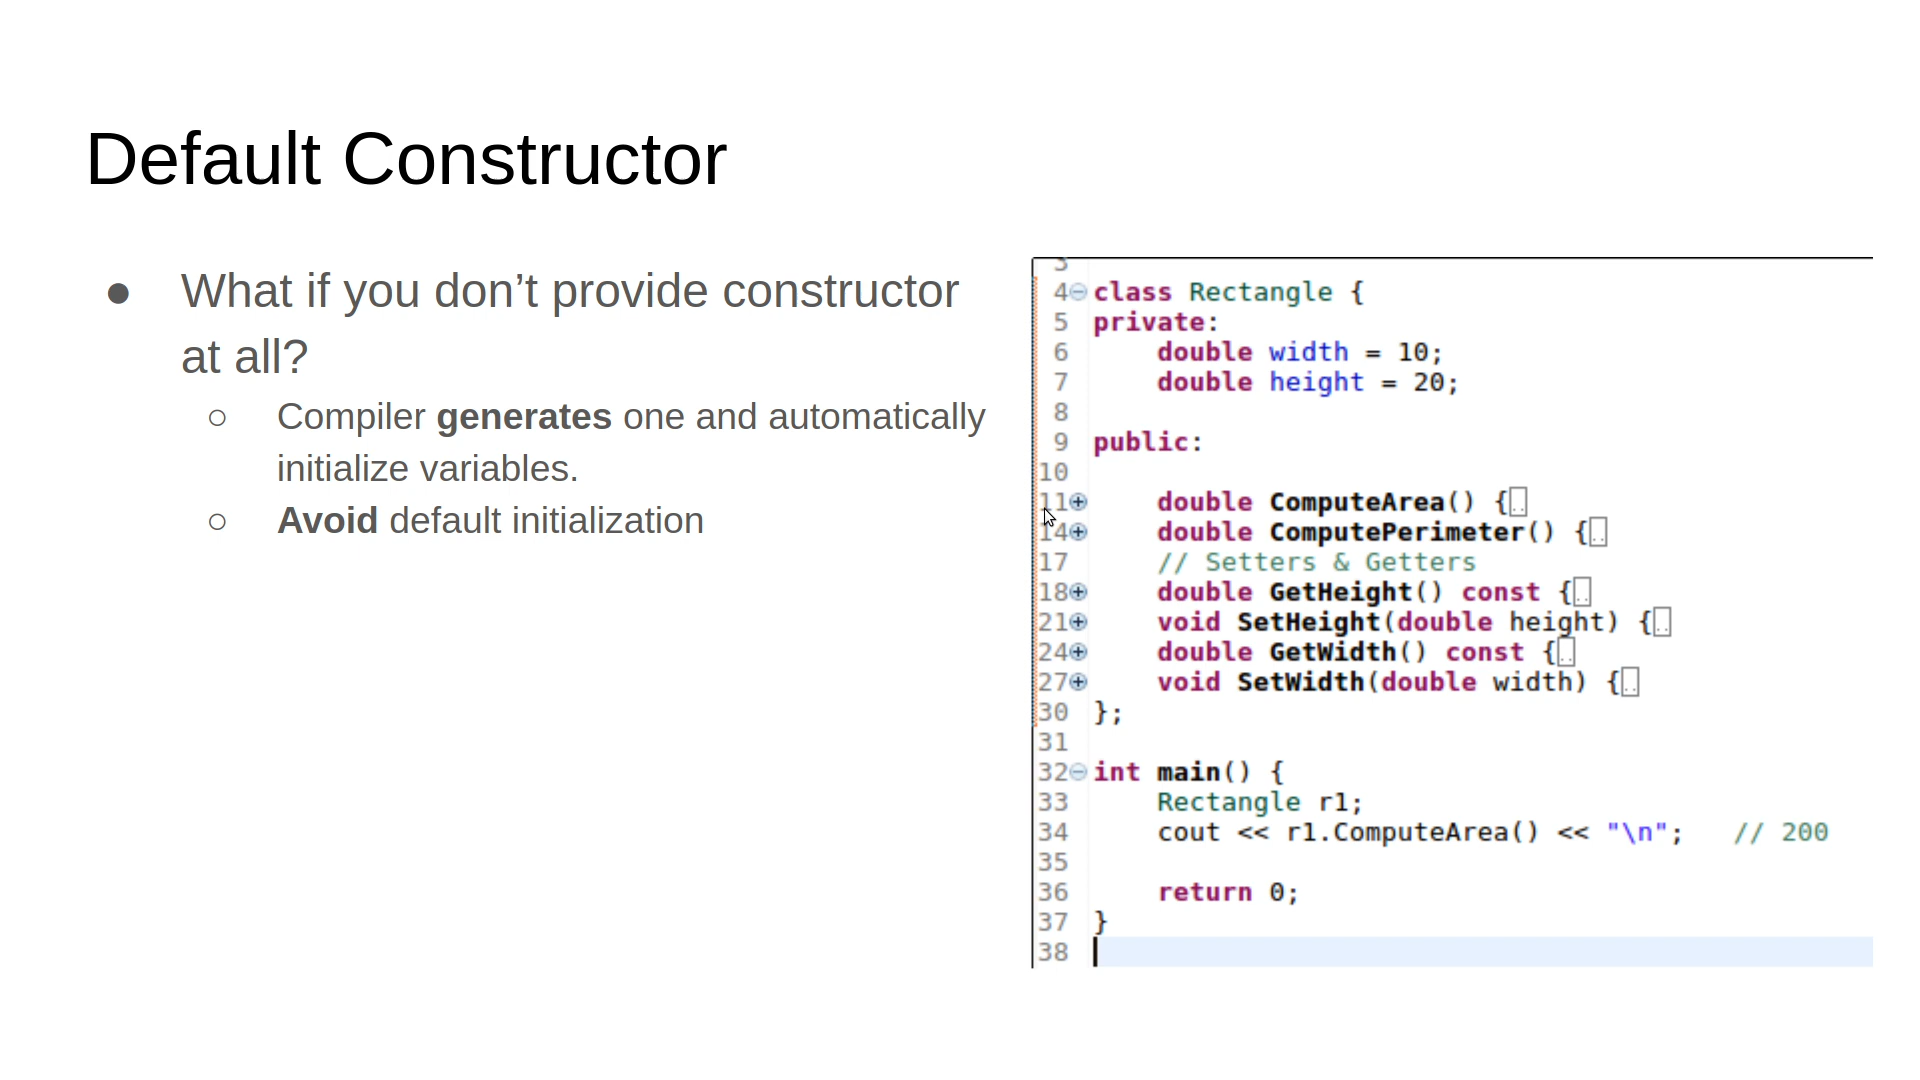 Default Constructor
● What if you don’t provide constructor
at all?
○ Compiler generates one and automatically
initialize variables.
○ Avoid default initialization
3
4 class Rectangle {
5 private:
6 double width = 10;
7 double height = 20;
8
9 public:
10
11 double ComputeArea() {..
14 double ComputePerimeter() {..
17 // Setters & Getters
18 double GetHeight() const {..
21 void SetHeight(double height) {..
24 double GetWidth() const {..
27 void SetWidth(double width) {..
30 };
31
32 int main() {
33 Rectangle r1;
34 cout << r1.ComputeArea() << "\n"; // 200
35
36 return 0;
37 }
38